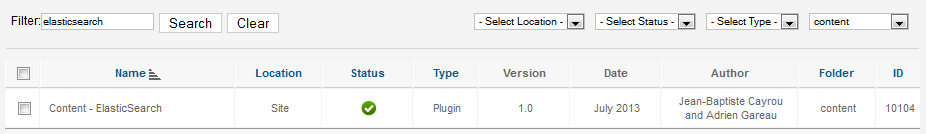 Filter: elasticsearch Search Clear - Select Location - - Select Status - - Select Type - content
Name Location Status Type Version Date Author Folder ID
Content - ElasticSearch Site Plugin 1.0 July 2013 Jean-Baptiste Cayrou and Adrien Gareau content 10104